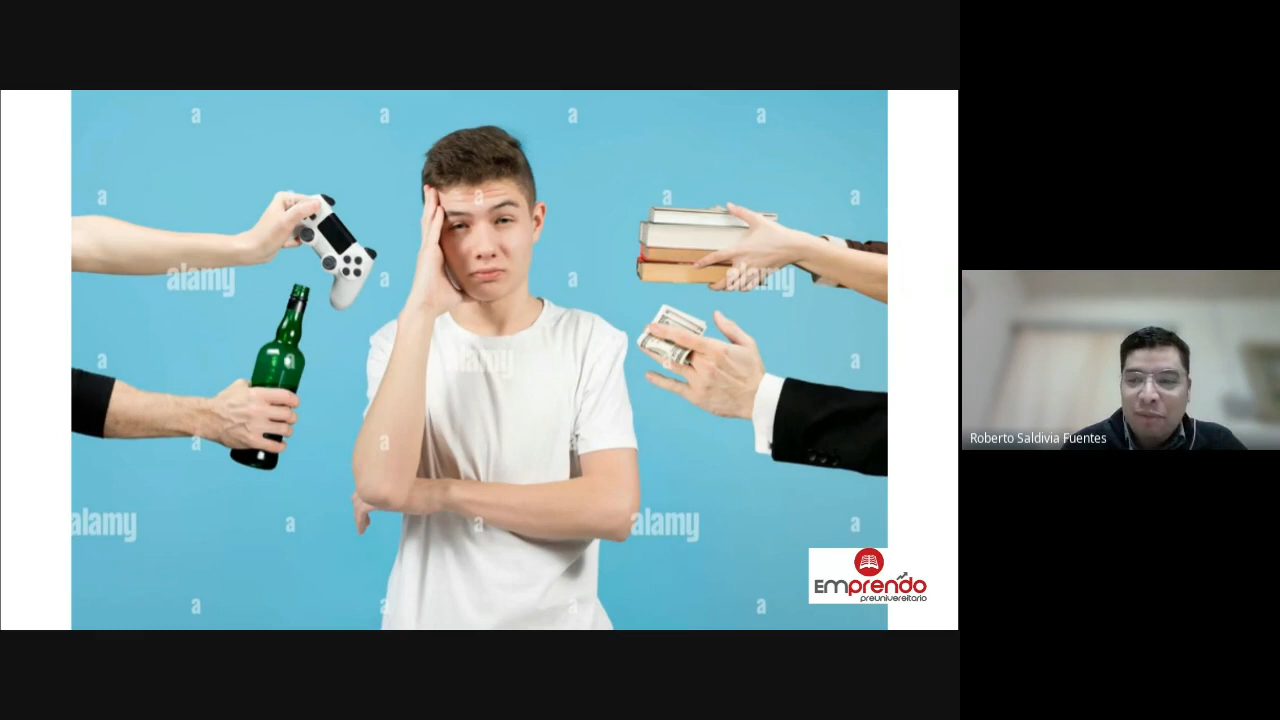 a a a a
a a a a
alamy a a alamy
a alamy a a
a a
alamy a a alamy a
Emprendo
preuniversitario
a a a a
Roberto Saldivia Fuentes